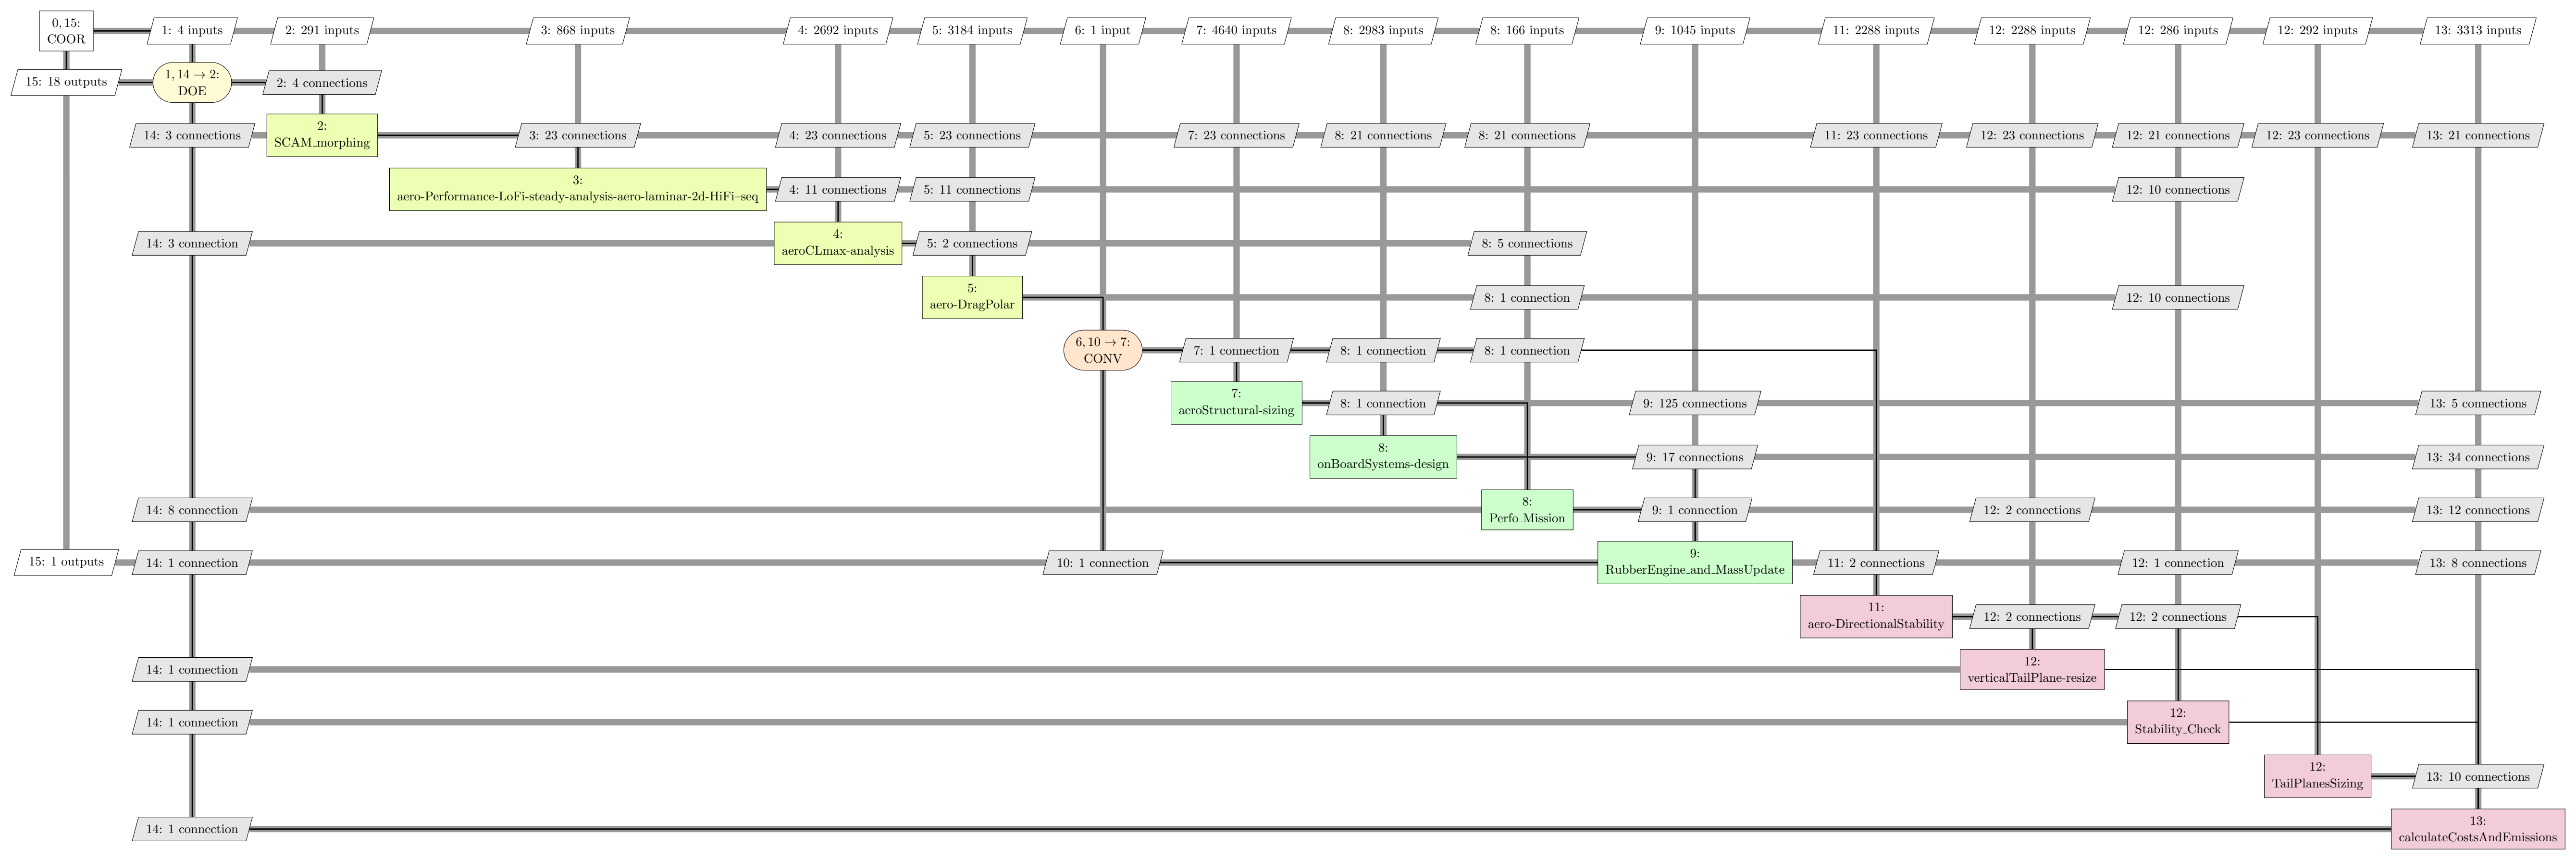 0, 15:
COOR
1: 4 inputs
2: 291 inputs
3: 868 inputs
4: 2692 inputs
5: 3184 inputs
6: 1 input
7: 4640 inputs
8: 2983 inputs
8: 166 inputs
9: 1045 inputs
11: 2288 inputs
12: 2288 inputs
12: 286 inputs
12: 292 inputs
13: 3313 inputs
15: 18 outputs
1, 14 → 2:
DOE
2: 4 connections
14: 3 connections
2:
SCAM_morphing
3: 23 connections
4: 23 connections
5: 23 connections
7: 23 connections
8: 21 connections
8: 21 connections
11: 23 connections
12: 23 connections
12: 21 connections
12: 23 connections
13: 21 connections
3:
aero-Performance-LoFi-steady-analysis-aero-laminar-2d-HiFi–seq
4: 11 connections
5: 11 connections
12: 10 connections
14: 3 connection
4:
aeroCLmax-analysis
5: 2 connections
8: 5 connections
5:
aero-DragPolar
8: 1 connection
12: 10 connections
6, 10 → 7:
CONV
7: 1 connection
8: 1 connection
8: 1 connection
7:
aeroStructural-sizing
8: 1 connection
9: 125 connections
13: 5 connections
8:
onBoardSystems-design
9: 17 connections
13: 34 connections
14: 8 connection
8:
Perfo_Mission
9: 1 connection
12: 2 connections
13: 12 connections
15: 1 outputs
14: 1 connection
10: 1 connection
9:
RubberEngine_and_MassUpdate
11: 2 connections
12: 1 connection
13: 8 connections
11:
aero-DirectionalStability
12: 2 connections
12: 2 connections
14: 1 connection
12:
verticalTailPlane-resize
14: 1 connection
12:
Stability_Check
12:
TailPlanesSizing
13: 10 connections
14: 1 connection
13:
calculateCostsAndEmissions